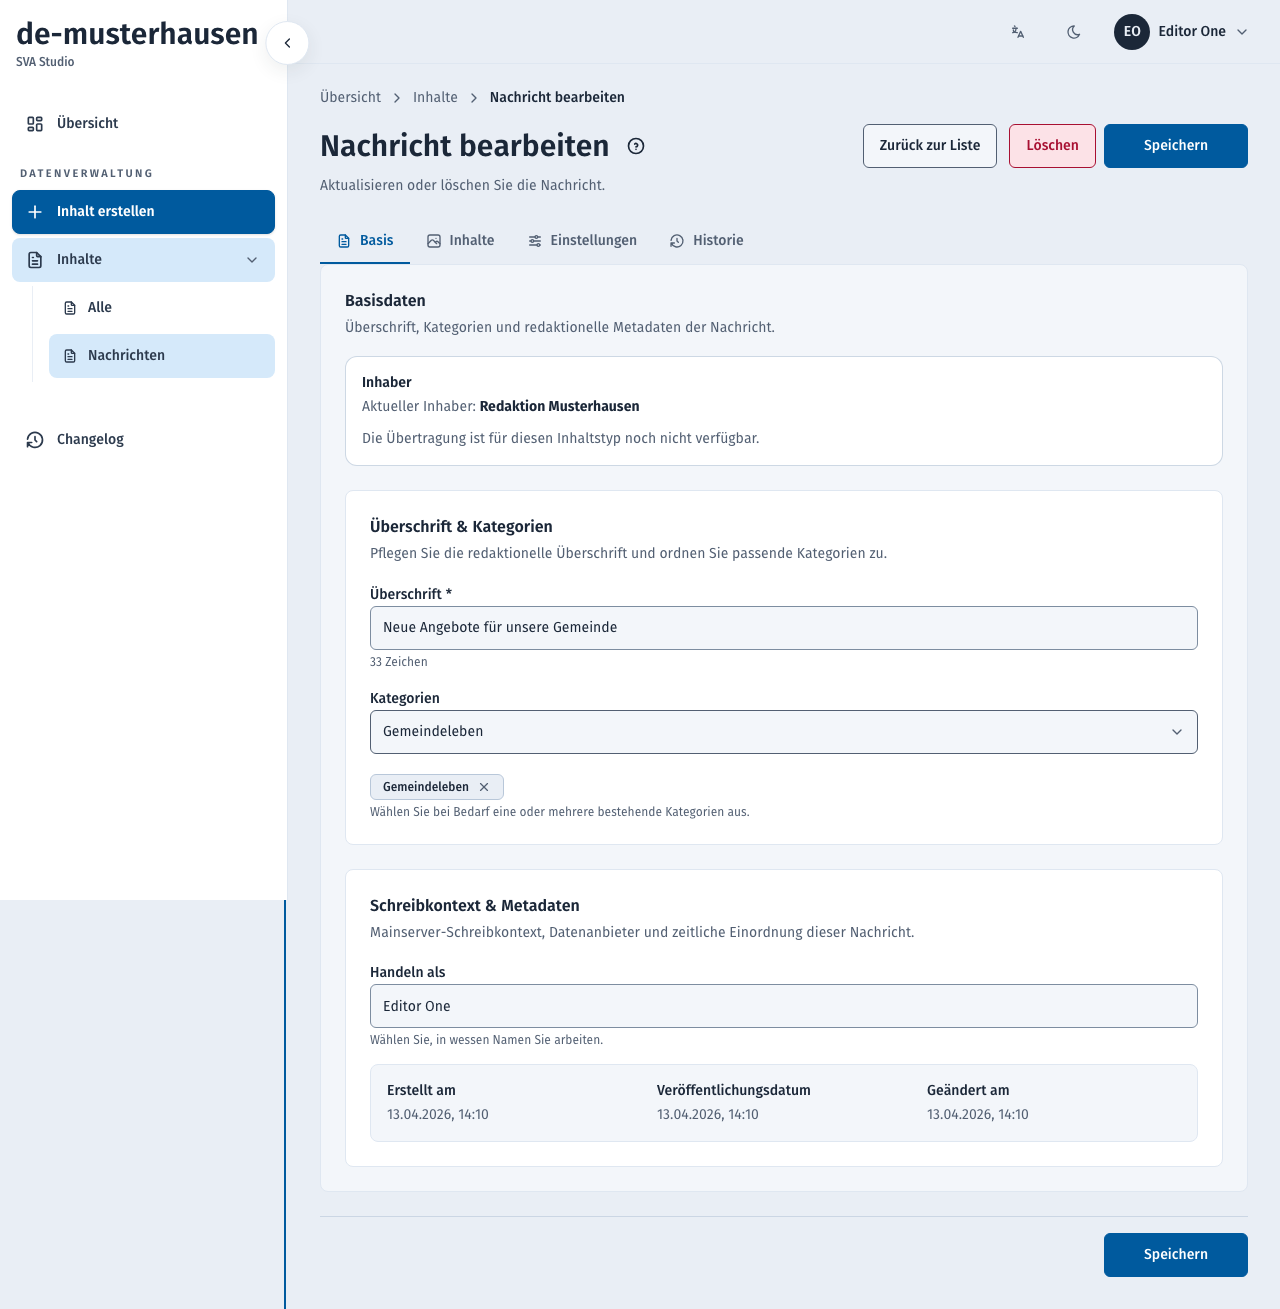 de-musterhausen
SVA Studio
Übersicht
DATENVERWALTUNG
Inhalt erstellen
Inhalte
Alle
Nachrichten
Changelog
EO Editor One
Übersicht Inhalte Nachricht bearbeiten
Nachricht bearbeiten
Zurück zur Liste
Löschen
Speichern
Aktualisieren oder löschen Sie die Nachricht.
Basis Inhalte Einstellungen Historie
Basisdaten
Überschrift, Kategorien und redaktionelle Metadaten der Nachricht.
Inhaber
Aktueller Inhaber: Redaktion Musterhausen
Die Übertragung ist für diesen Inhaltstyp noch nicht verfügbar.
Überschrift & Kategorien
Pflegen Sie die redaktionelle Überschrift und ordnen Sie passende Kategorien zu.
Überschrift *
Neue Angebote für unsere Gemeinde
33 Zeichen
Kategorien
Gemeindeleben
Gemeindeleben
Wählen Sie bei Bedarf eine oder mehrere bestehende Kategorien aus.
Schreibkontext & Metadaten
Mainserver-Schreibkontext, Datenanbieter und zeitliche Einordnung dieser Nachricht.
Handeln als
Editor One
Wählen Sie, in wessen Namen Sie arbeiten.
Erstellt am Veröffentlichungsdatum Geändert am
13.04.2026, 14:10 13.04.2026, 14:10 13.04.2026, 14:10
Speichern